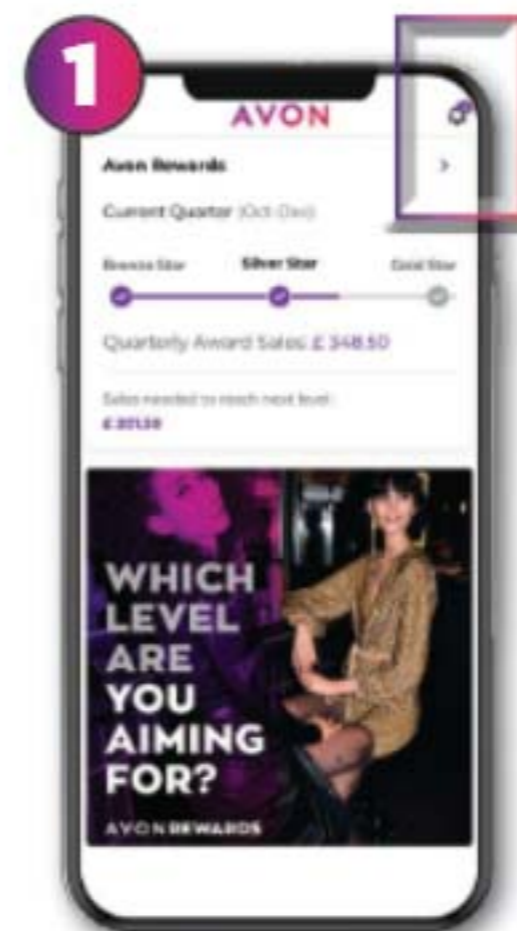 1
AVON
Avon Rewards
Current Quarter (Oct-Dec)
Bronze Star Silver Star Gold Star
Quarterly Award Sales: £ 348.50
Sales needed to reach next level:
WHICH
LEVEL
ARE
YOU
AIMING
FOR?
AVON REWARDS